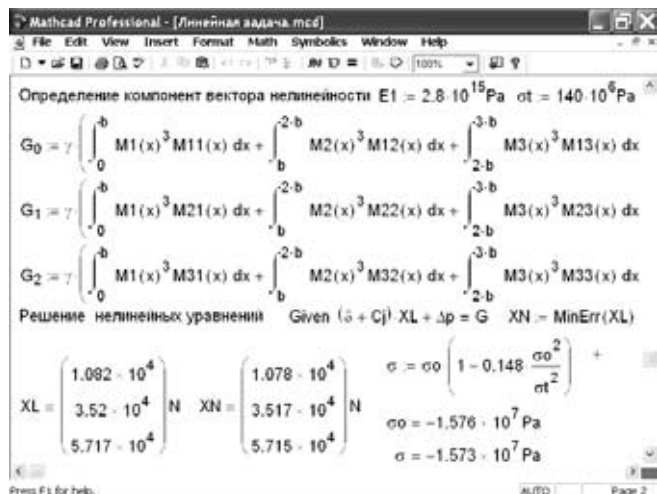 Mathcad Professional - [Линейная задача.mcd]
File Edit View Insert Format Math Symbolics Window Help
100%
Определение компонент вектора нелинейности E1 := 2.8·10^15 Pa σt := 140·10^6 Pa
G₀ := γ·(∫₀^b M1(x)^3 M11(x) dx + ∫_b^(2·b) M2(x)^3 M12(x) dx + ∫_(2·b)^(3·b) M3(x)^3 M13(x) dx
G₁ := γ·(∫₀^b M1(x)^3 M21(x) dx + ∫_b^(2·b) M2(x)^3 M22(x) dx + ∫_(2·b)^(3·b) M3(x)^3 M23(x) dx
G₂ := γ·(∫₀^b M1(x)^3 M31(x) dx + ∫_b^(2·b) M2(x)^3 M32(x) dx + ∫_(2·b)^(3·b) M3(x)^3 M33(x) dx
Решение нелинейных уравнений Given (δ + Cj)·XL + Δp = G XN := MinErr(XL)
XL = (1.082 · 10^4 3.52 · 10^4 5.717 · 10^4) N XN = (1.078 · 10^4 3.517 · 10^4 5.715 · 10^4) N
σ := σo·(1 − 0.148·σo^2/σt^2)
σo = −1.576 · 10^7 Pa
σ = −1.573 · 10^7 Pa
Press F1 for help. AUTO Page 2